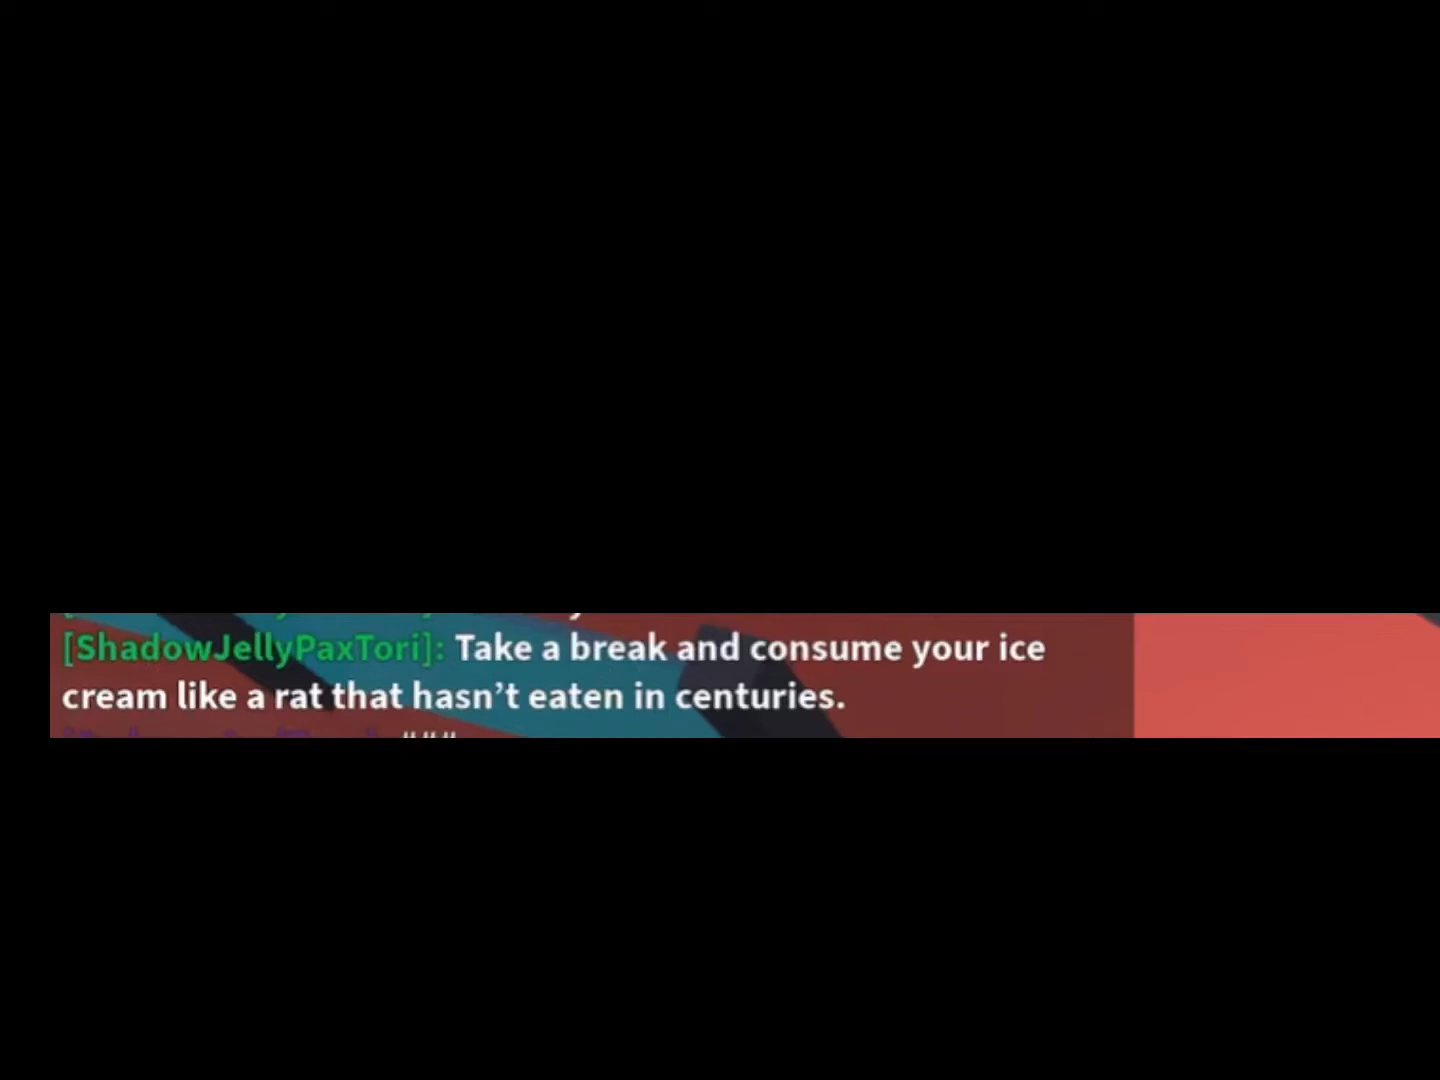 [ShadowJellyPaxTori]: Take a break and consume your ice
cream like a rat that hasn’t eaten in centuries.